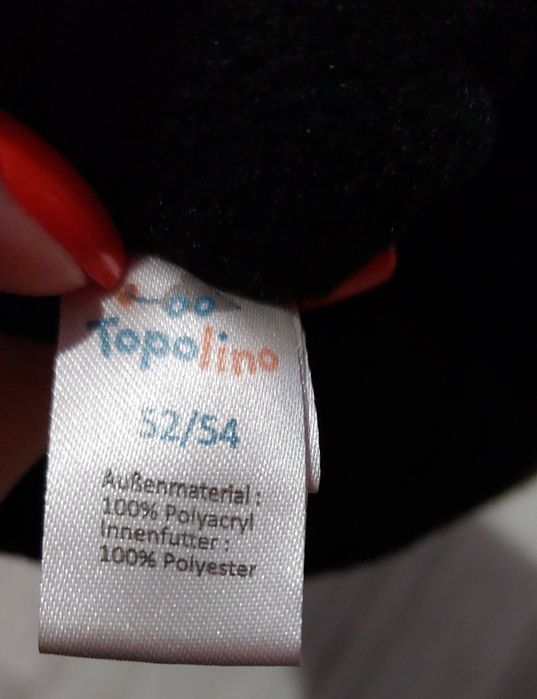 Topolino
52/54
Außenmaterial :
100% Polyacryl
Innenfutter :
100% Polyester